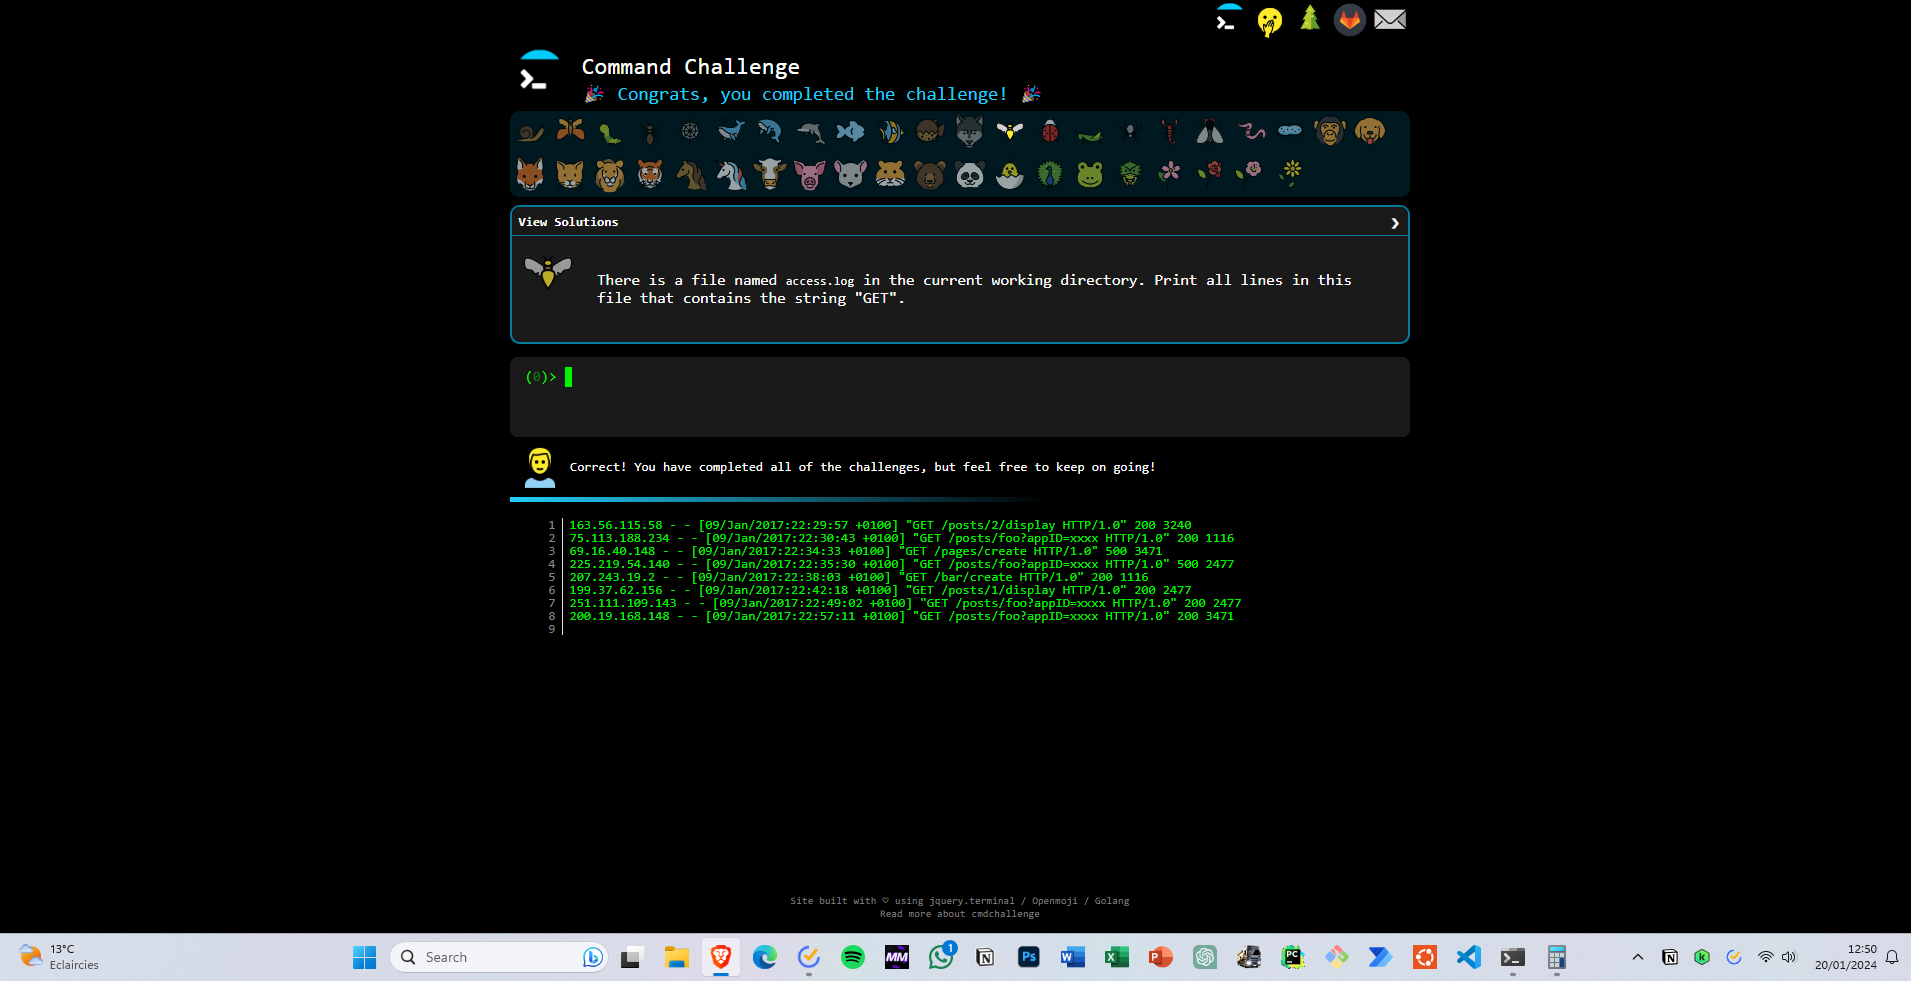 Command Challenge
🎉 Congrats, you completed the challenge! 🎉
View Solutions
There is a file named access.log in the current working directory. Print all lines in this
file that contains the string "GET".
(0)>
Correct! You have completed all of the challenges, but feel free to keep on going!
1 163.56.115.58 - - [09/Jan/2017:22:29:57 +0100] "GET /posts/2/display HTTP/1.0" 200 3240
2 75.113.188.234 - - [09/Jan/2017:22:30:43 +0100] "GET /posts/foo?appID=xxxx HTTP/1.0" 200 1116
3 69.16.40.148 - - [09/Jan/2017:22:34:33 +0100] "GET /pages/create HTTP/1.0" 500 3471
4 225.219.54.140 - - [09/Jan/2017:22:35:30 +0100] "GET /posts/foo?appID=xxxx HTTP/1.0" 500 2477
5 207.243.19.2 - - [09/Jan/2017:22:38:03 +0100] "GET /bar/create HTTP/1.0" 200 1116
6 199.37.62.156 - - [09/Jan/2017:22:42:18 +0100] "GET /posts/1/display HTTP/1.0" 200 2477
7 251.111.109.143 - - [09/Jan/2017:22:49:02 +0100] "GET /posts/foo?appID=xxxx HTTP/1.0" 200 2477
8 200.19.168.148 - - [09/Jan/2017:22:57:11 +0100] "GET /posts/foo?appID=xxxx HTTP/1.0" 200 3471
9
Site built with ♡ using jquery.terminal / Openmoji / Golang
Read more about cmdchallenge
13°C
Eclaircies
Search
MM
1
N
Ps
W
X
P
PC
N
k
12:50
20/01/2024